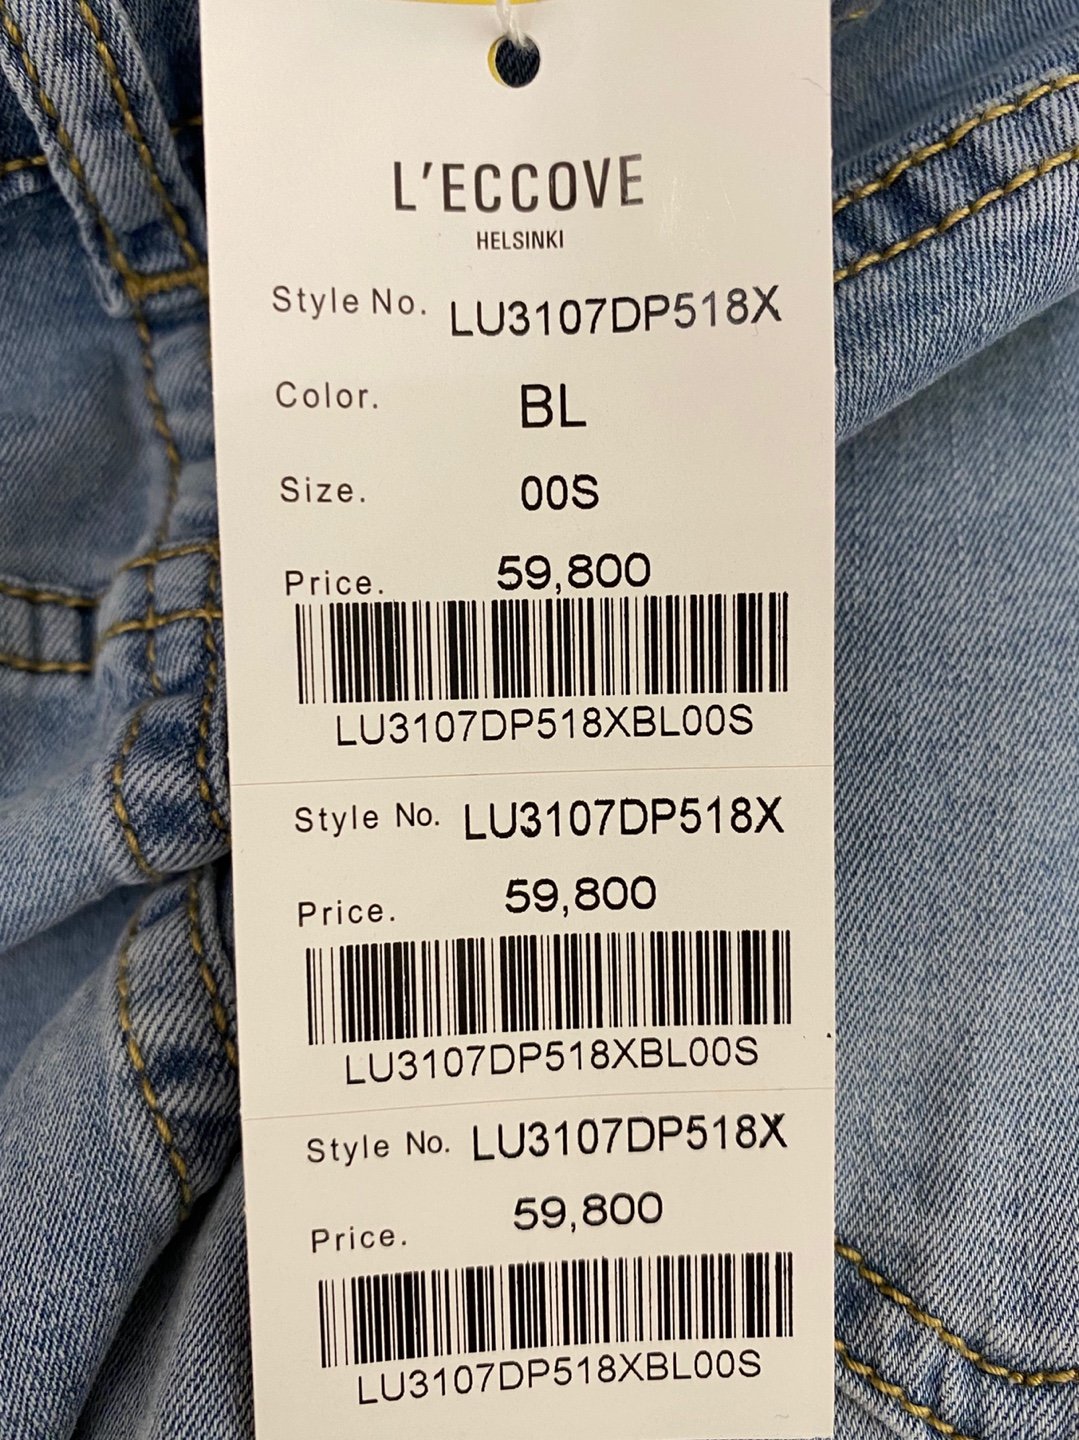 L'ECCOVE
HELSINKI
Style No. LU3107DP518X
Color. BL
Size. 00S
Price. 59,800
LU3107DP518XBL00S
Style No. LU3107DP518X
Price. 59,800
LU3107DP518XBL00S
Style No. LU3107DP518X
Price. 59,800
LU3107DP518XBL00S